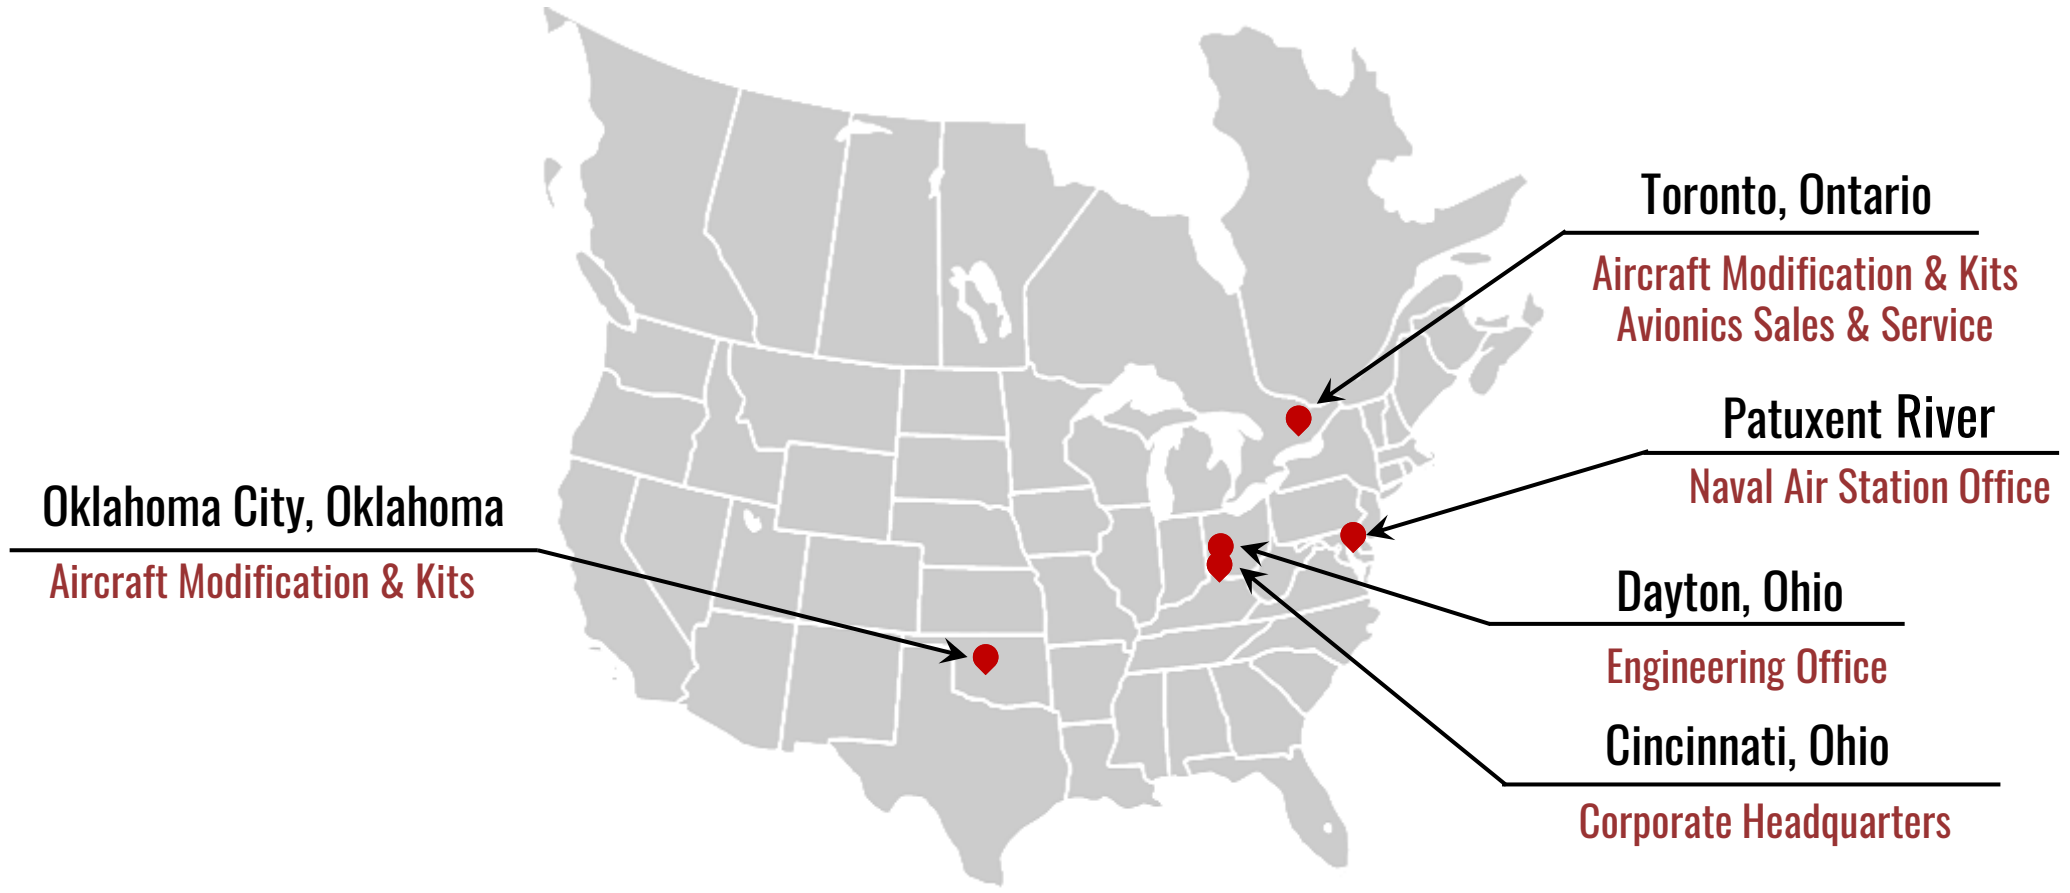 Toronto, Ontario
Aircraft Modification & Kits
Avionics Sales & Service
Patuxent River
Naval Air Station Office
Oklahoma City, Oklahoma
Aircraft Modification & Kits
Dayton, Ohio
Engineering Office
Cincinnati, Ohio
Corporate Headquarters